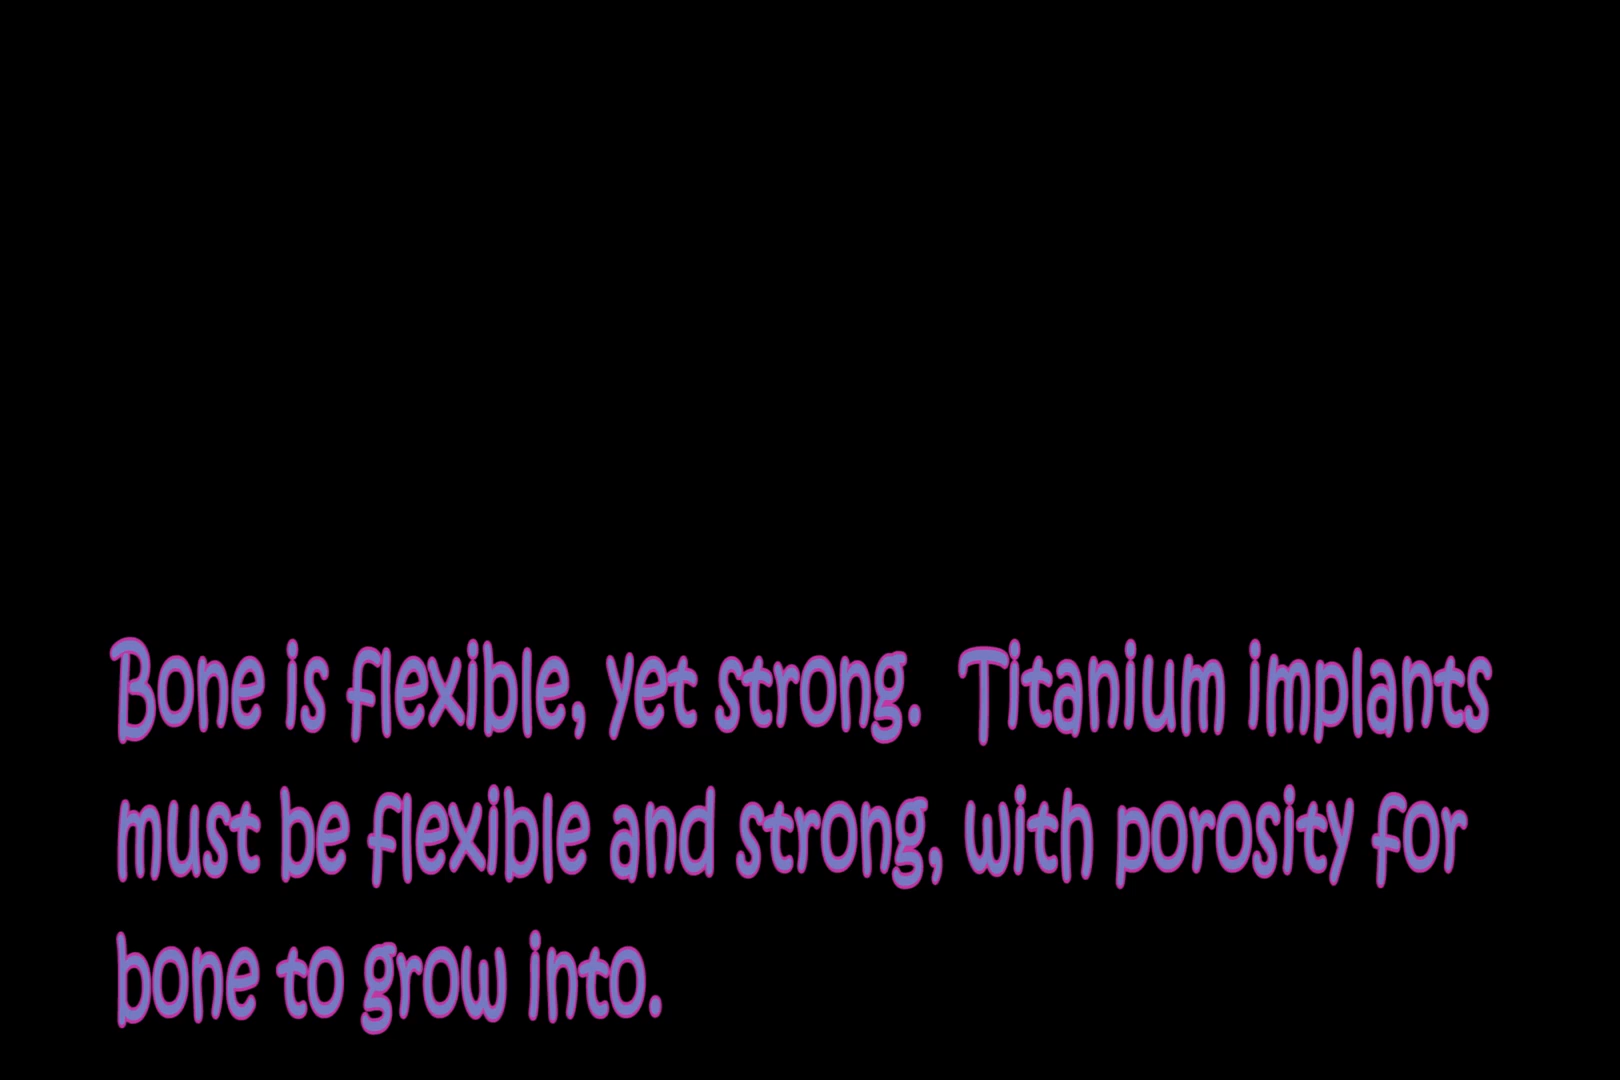 Bone is flexible, yet strong.  Titanium implants
must be flexible and strong, with porosity for
bone to grow into.